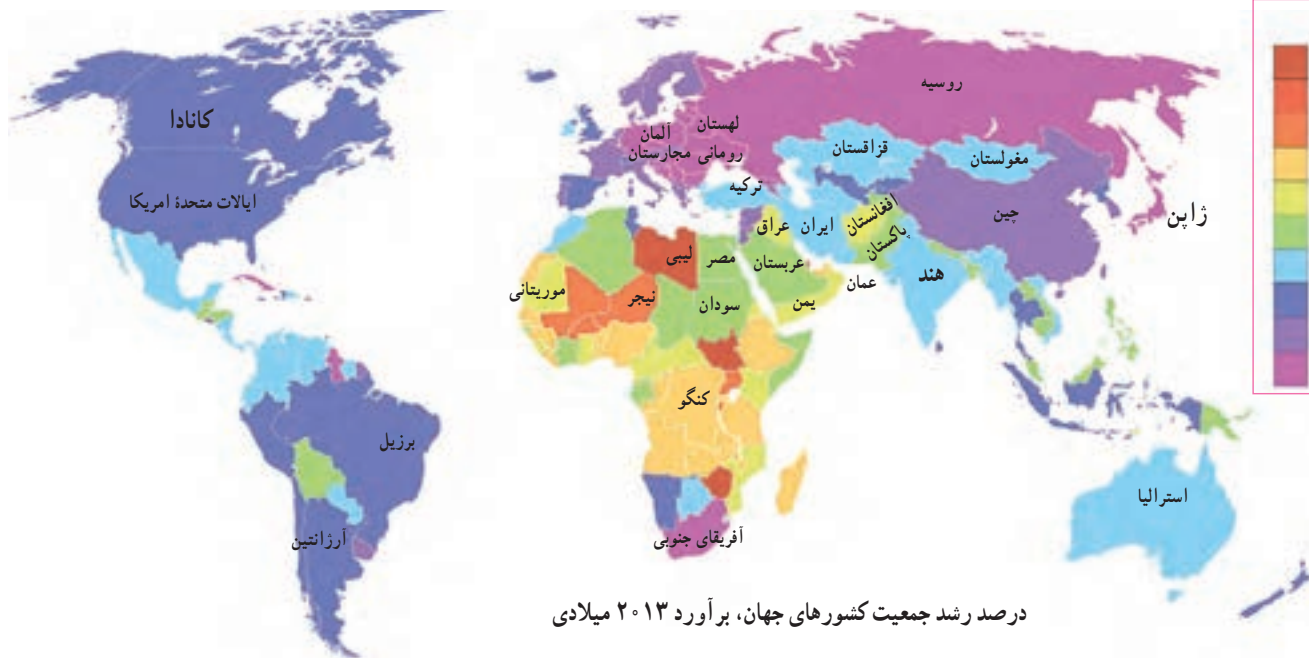 روسیه
کانادا
لهستان
آلمان
رومانی
مجارستان
قزاقستان
مغولستان
ترکیه
ایالات متحدهٔ امریکا
چین
ژاپن
افغانستان
ایران
عراق
پاکستان
مصر
لیبی
عربستان
هند
عمان
نیجر
موریتانی
سودان
یمن
کنگو
برزیل
استرالیا
آرژانتین
آفریقای جنوبی
درصد رشد جمعیت کشورهای جهان، برآورد ۲۰۱۳ میلادی